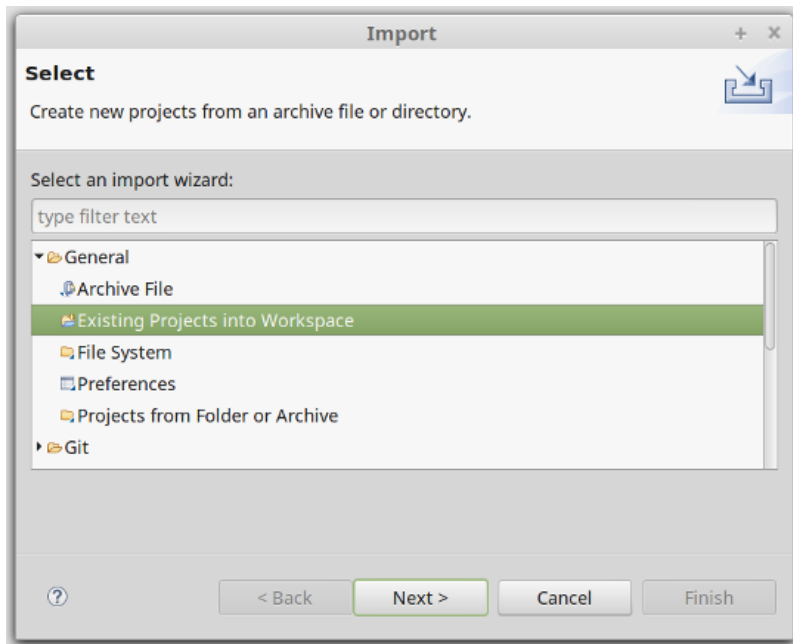 Import
Select
Create new projects from an archive file or directory.
Select an import wizard:
type filter text
General
Archive File
Existing Projects into Workspace
File System
Preferences
Projects from Folder or Archive
Git
? < Back Next > Cancel Finish